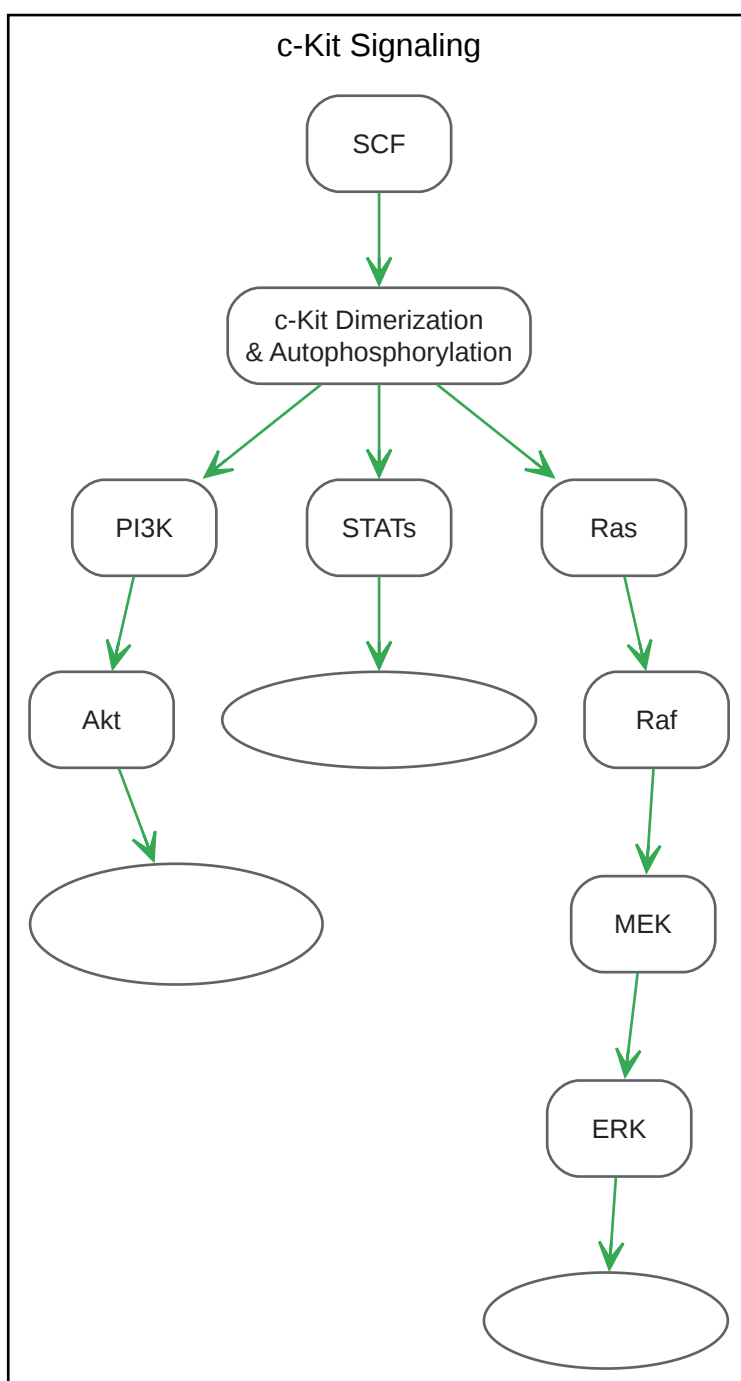 c-Kit Signaling
SCF
c-Kit Dimerization
& Autophosphorylation
PI3K
STATs
Ras
Akt
Raf
MEK
ERK